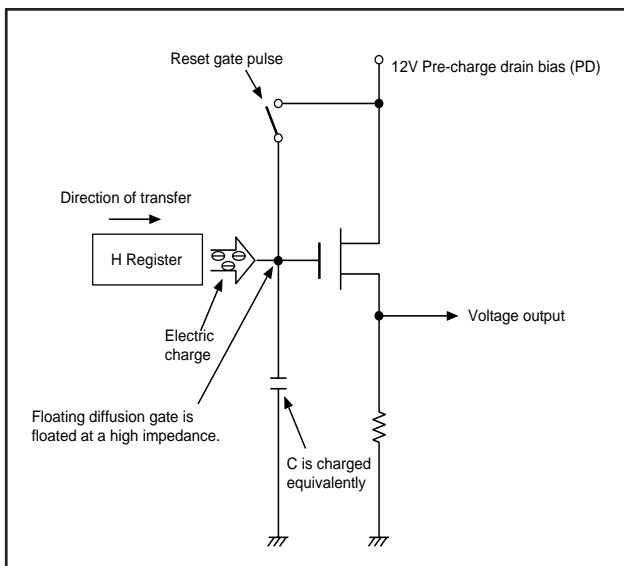 Reset gate pulse
12V Pre-charge drain bias (PD)
Direction of transfer
H Register
Electric
charge
Voltage output
Floating diffusion gate is
floated at a high impedance.
C is charged
equivalently